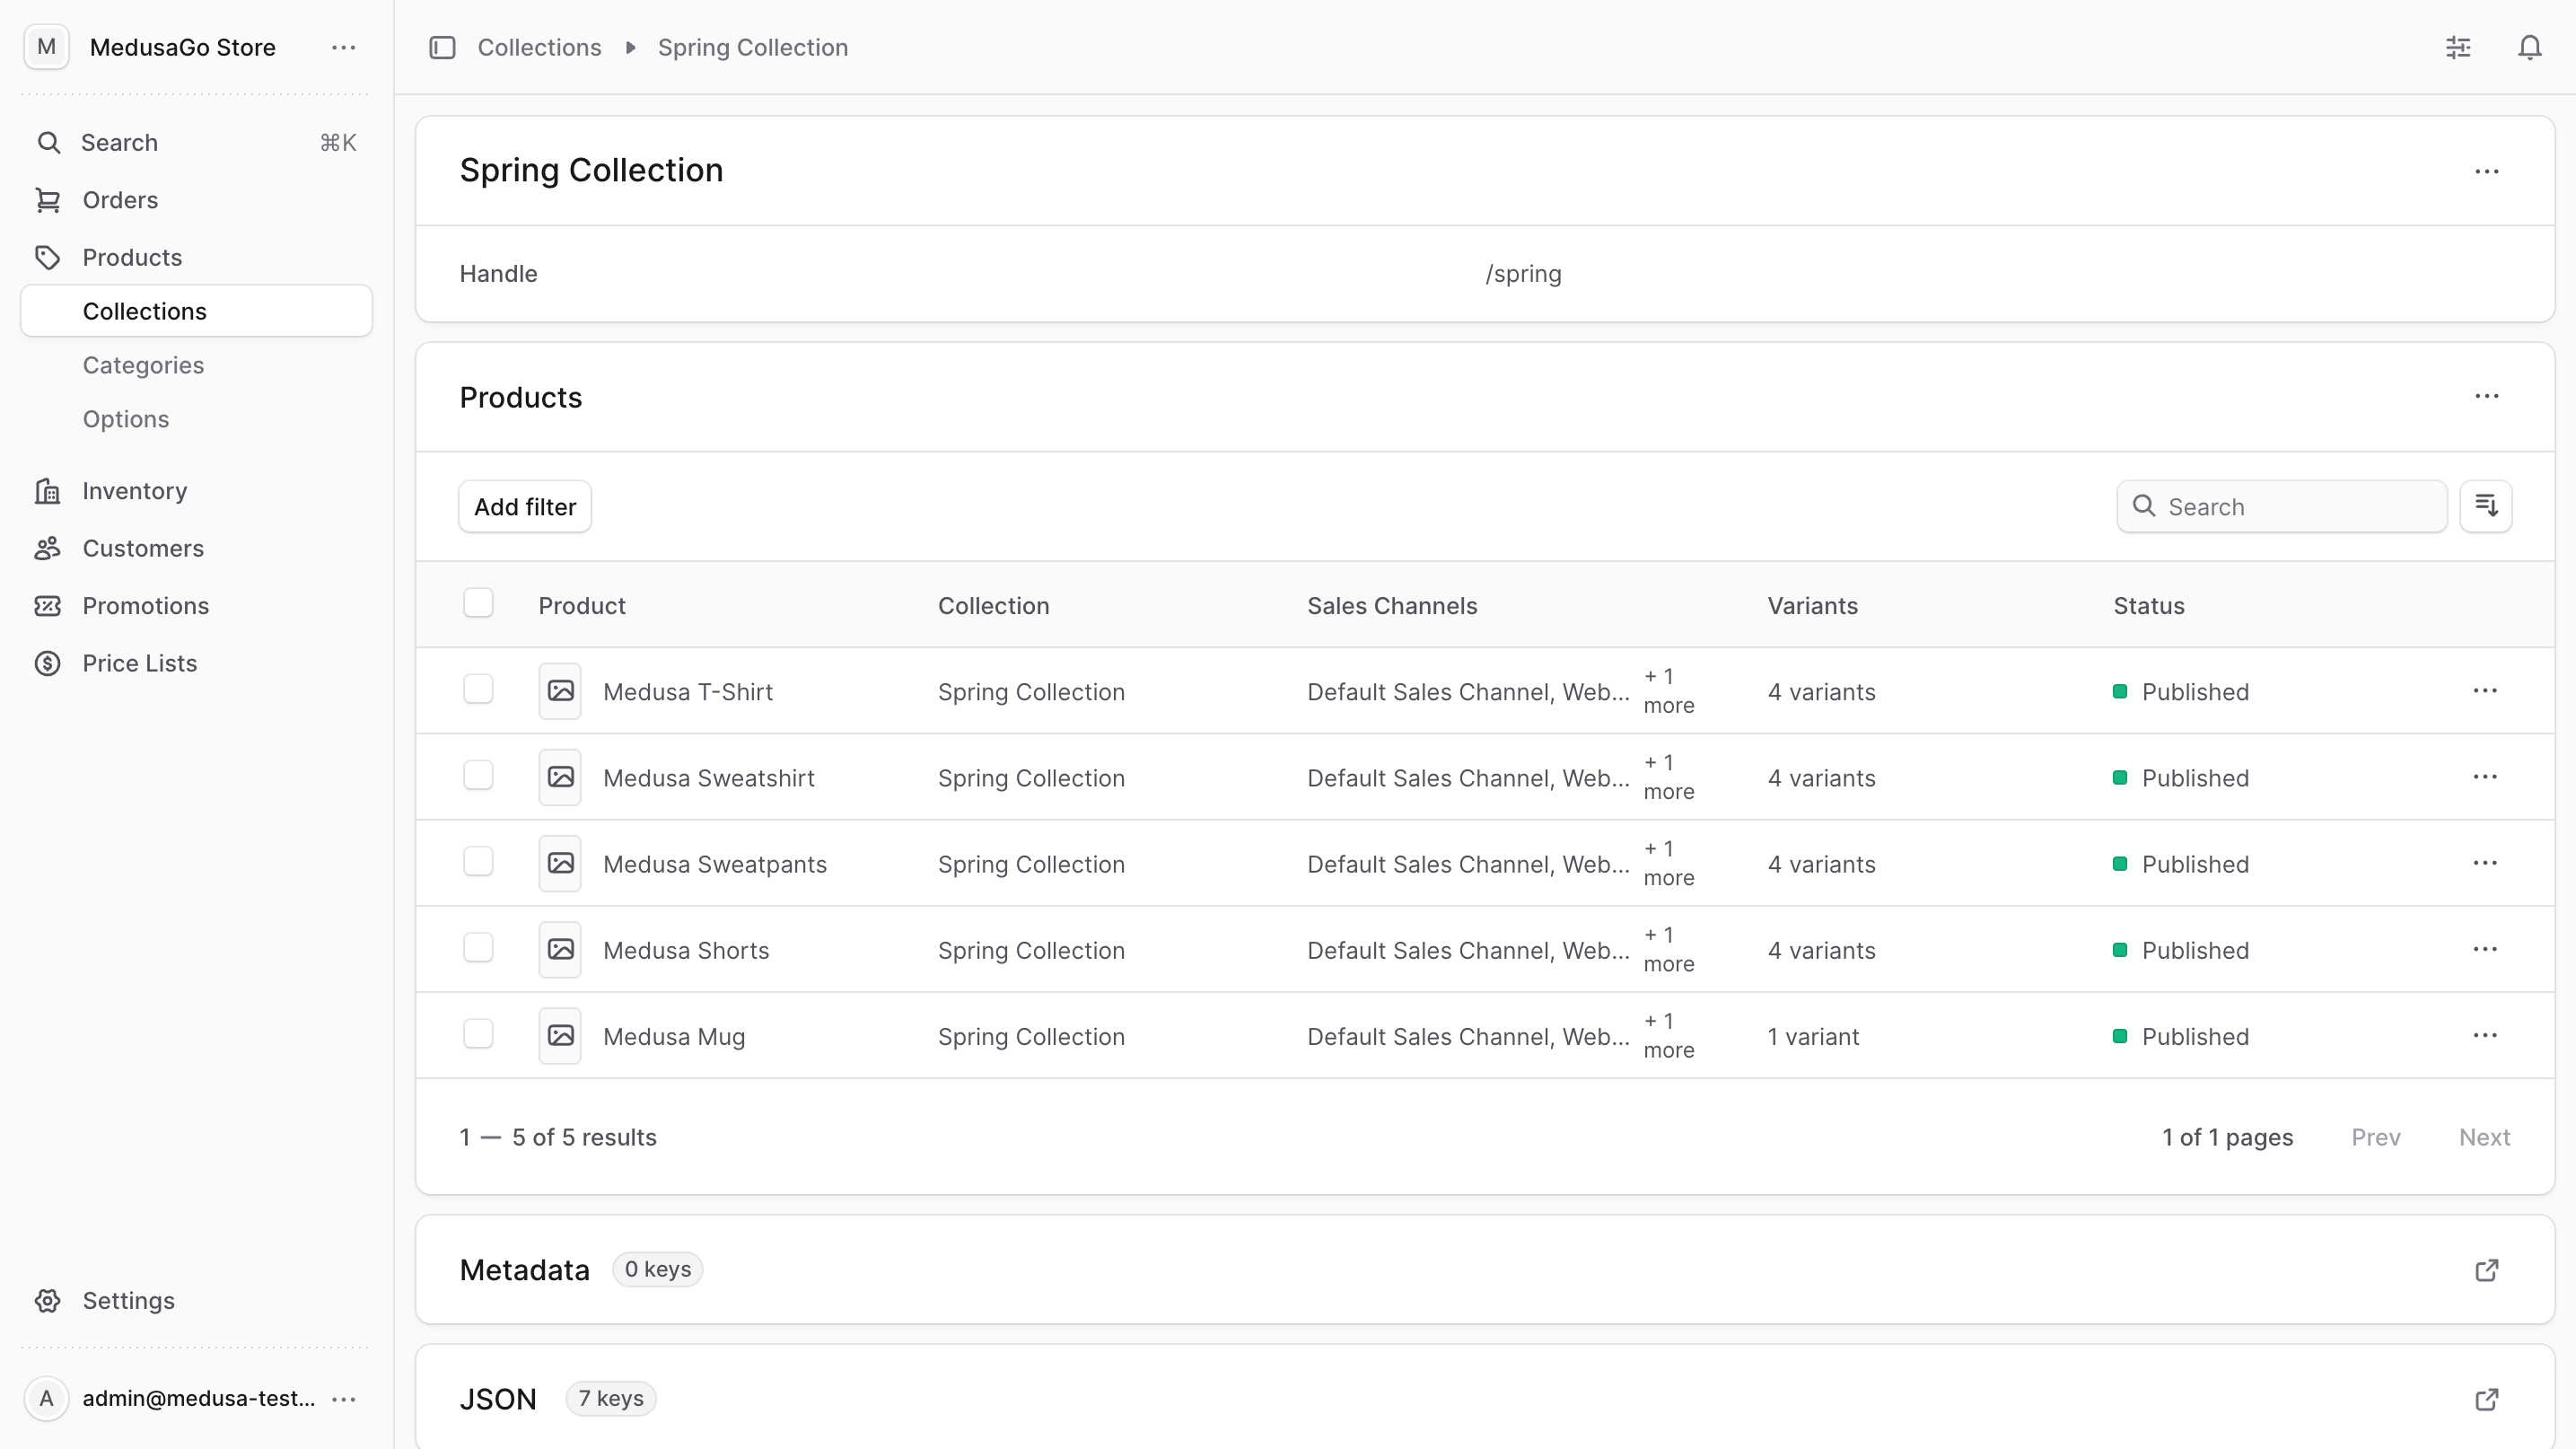 M
MedusaGo Store
Search
⌘K
Orders
Products
Collections
Categories
Options
Inventory
Customers
Promotions
Price Lists
Settings
A
admin@medusa-test...
Collections
Spring Collection
Spring Collection
Handle
/spring
Products
Add filter
Search
Product Collection Sales Channels Variants Status
Medusa T-Shirt Spring Collection Default Sales Channel, Web... + 1 more 4 variants Published
Medusa Sweatshirt Spring Collection Default Sales Channel, Web... + 1 more 4 variants Published
Medusa Sweatpants Spring Collection Default Sales Channel, Web... + 1 more 4 variants Published
Medusa Shorts Spring Collection Default Sales Channel, Web... + 1 more 4 variants Published
Medusa Mug Spring Collection Default Sales Channel, Web... + 1 more 1 variant Published
1 — 5 of 5 results
1 of 1 pages
Prev
Next
Metadata 0 keys
JSON 7 keys